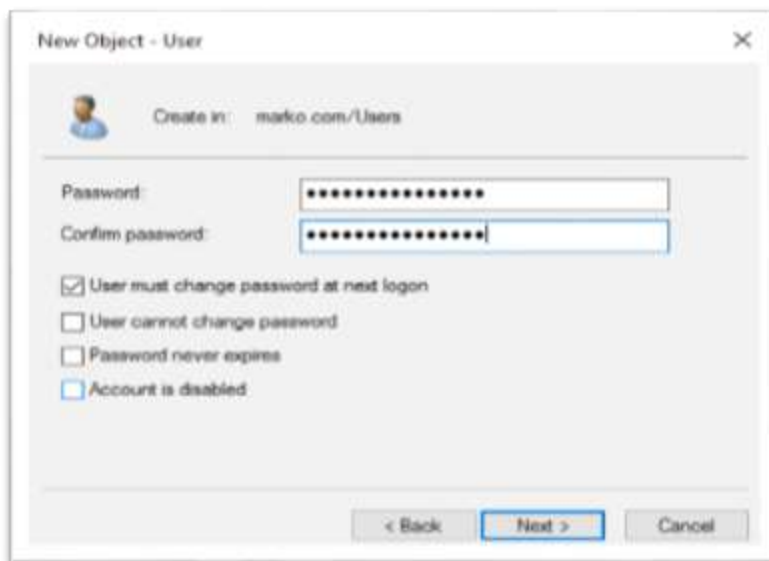 New Object - User
Create in: marko.com/Users
Password:
Confirm password:
User must change password at next logon
User cannot change password
Password never expires
Account is disabled
< Back Next > Cancel